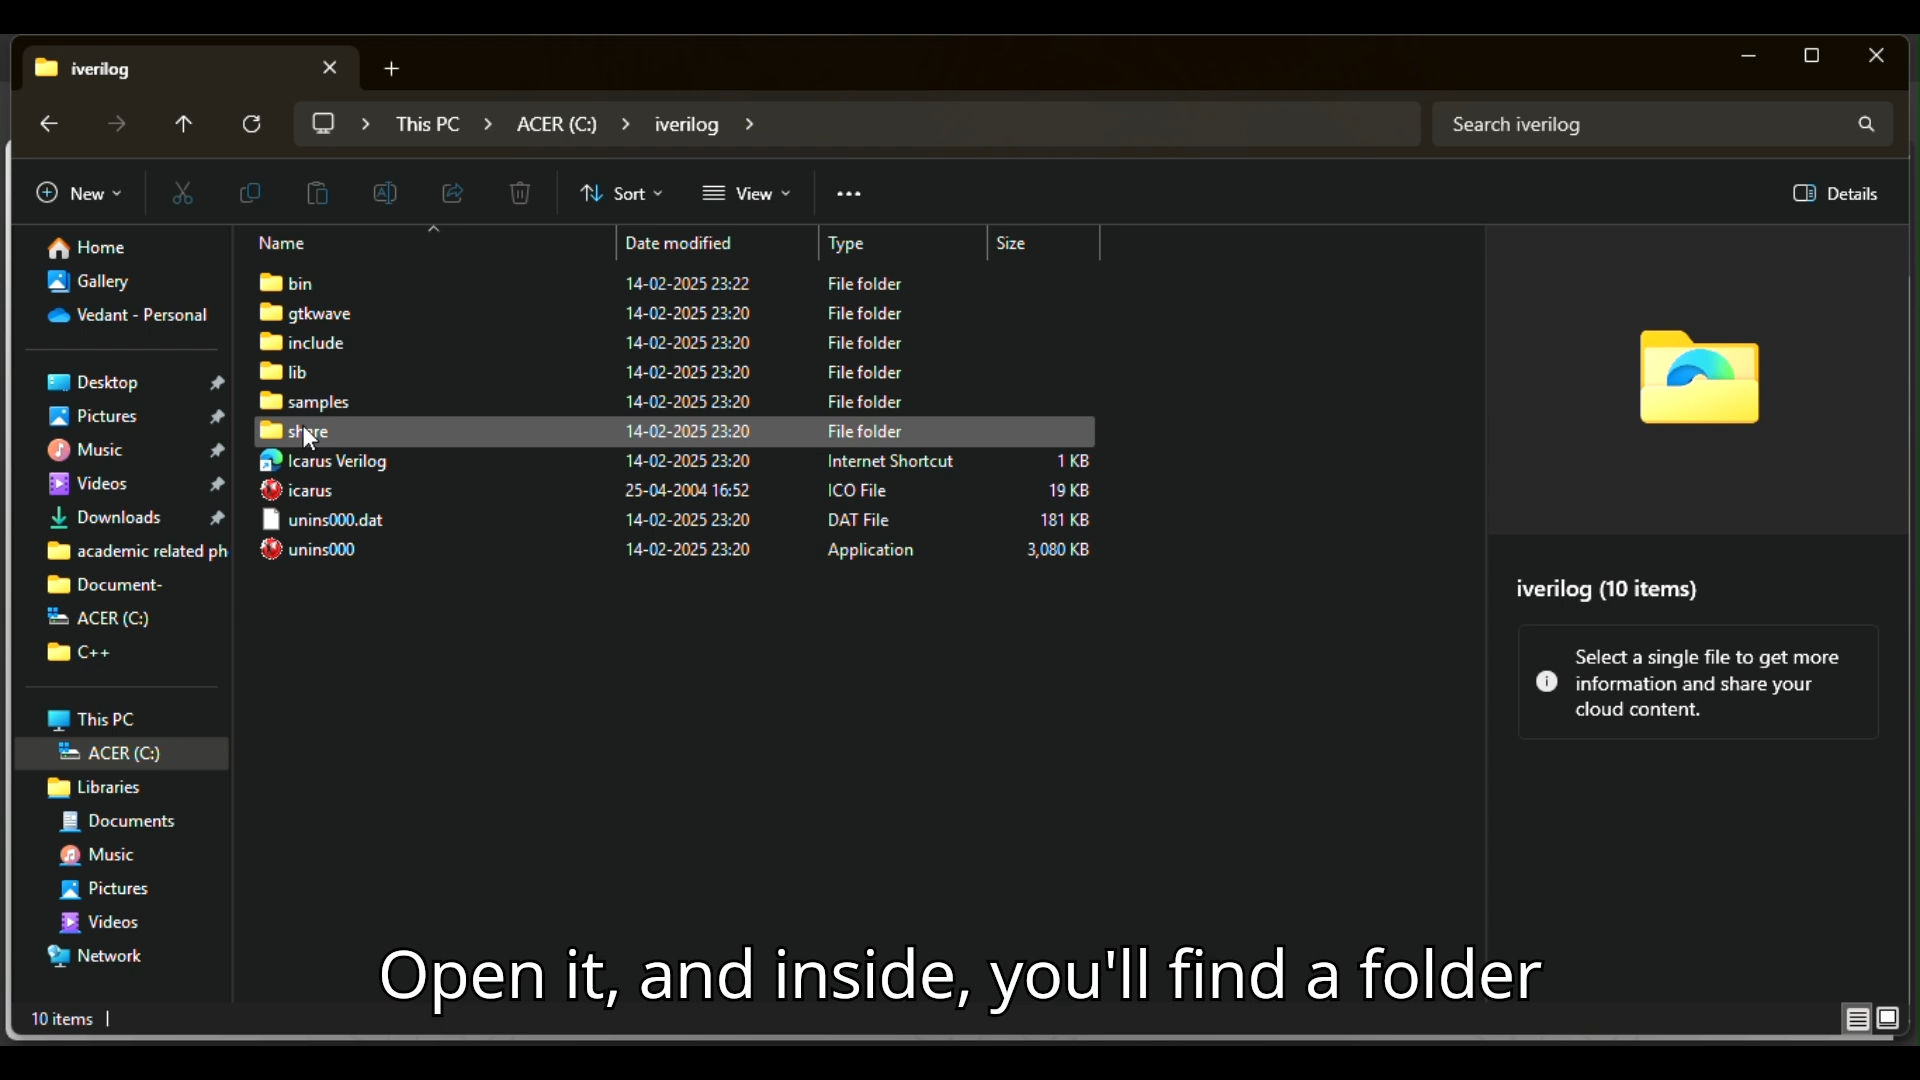 iverilog
This PC > ACER (C:) > iverilog >
Search iverilog
New
Sort
View
Details
Name Date modified Type Size
bin 14-02-2025 23:22 File folder
gtkwave 14-02-2025 23:20 File folder
include 14-02-2025 23:20 File folder
lib 14-02-2025 23:20 File folder
samples 14-02-2025 23:20 File folder
share 14-02-2025 23:20 File folder
Icarus Verilog 14-02-2025 23:20 Internet Shortcut 1 KB
icarus 25-04-2004 16:52 ICO File 19 KB
unins000.dat 14-02-2025 23:20 DAT File 181 KB
unins000 14-02-2025 23:20 Application 3,080 KB
Home
Gallery
Vedant - Personal
Desktop
Pictures
Music
Videos
Downloads
academic related ph
Document-
ACER (C:)
C++
This PC
ACER (C:)
Libraries
Documents
Music
Pictures
Videos
Network
iverilog (10 items)
Select a single file to get more
information and share your
cloud content.
Open it, and inside, you'll find a folder
10 items